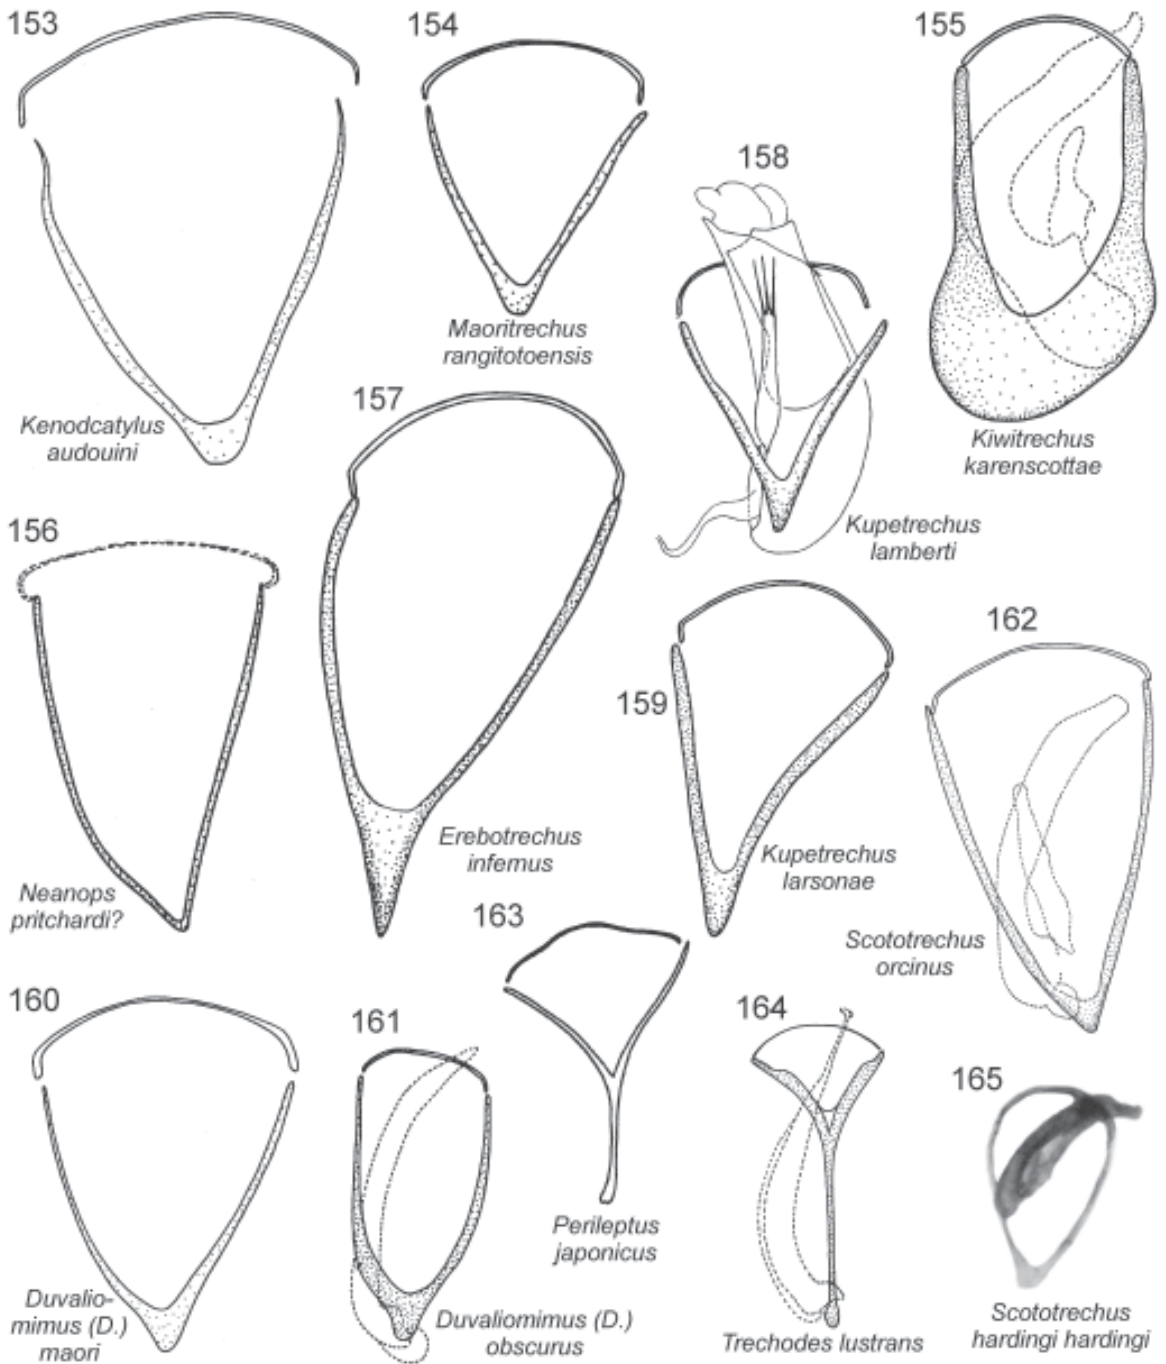 153
154
155
158
Maoritrechus
rangitotoensis
157
Kenodcatylus
audouini
Kiwitrechus
karenscottae
156
Kupetrechus
lamberti
162
159
Erebotrechus
infernus
Kupetrechus
larsonae
Neanops
pritchardi?
163
Scototrechus
orcinus
160
161
164
165
Perileptus
japonicus
Duvalio-
mimus (D.)
maori
Duvaliomimus (D.)
obscurus
Trechodes lustrans
Scototrechus
hardingi hardingi